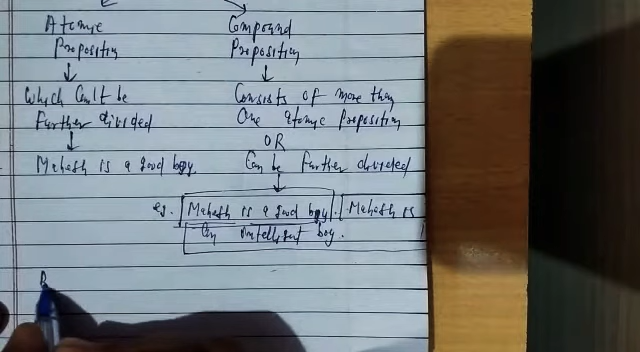 Atomic
Proposition
Which Can't be
Further divided
Mahesh is a good boy.
Compound
Proposition
Consists of more than
One atomic Proposition
OR
Can be Further divided
eg. Mahesh is a good boy. Mahesh is
an intelligent boy.